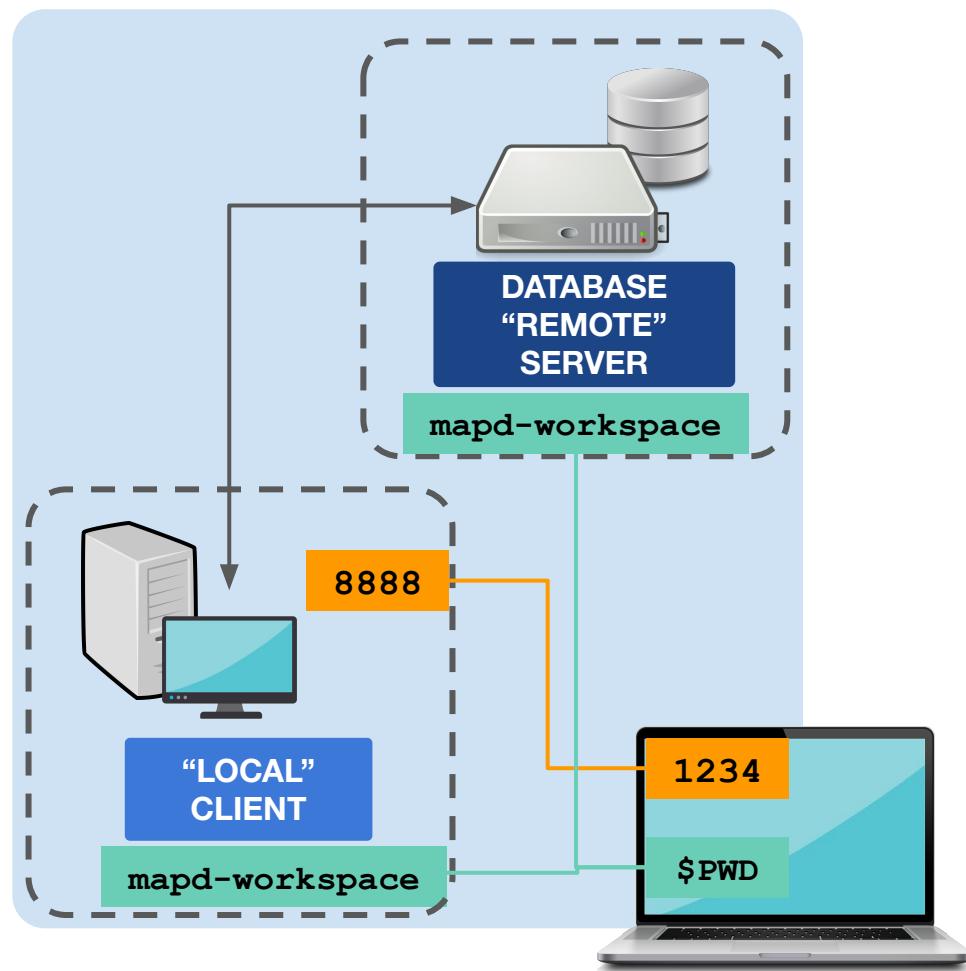 DATABASE
“REMOTE”
SERVER
mapd-workspace
8888
“LOCAL”
CLIENT
mapd-workspace
1234
$PWD